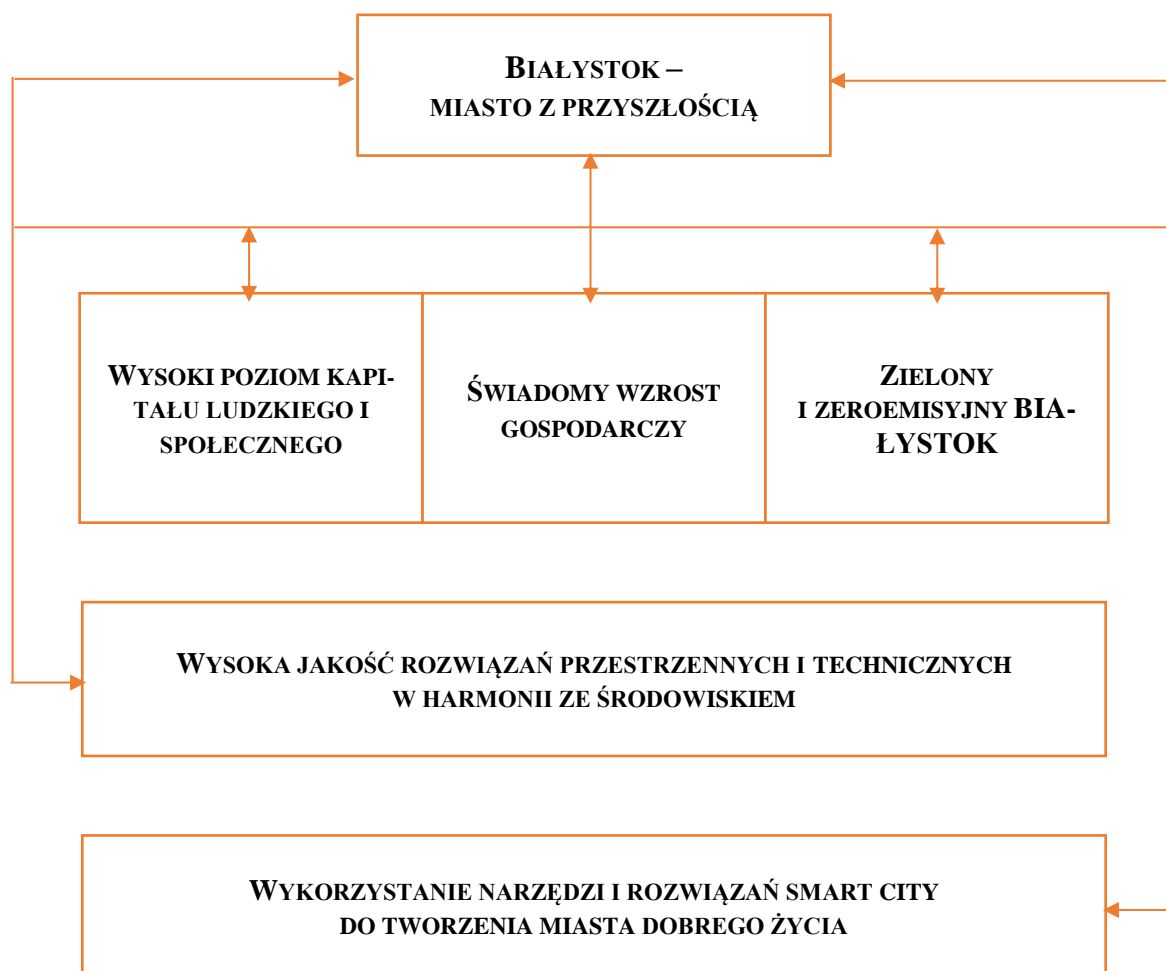 BIAŁYSTOK –
MIASTO Z PRZYSZŁOŚCIĄ
WYSOKI POZIOM KAPI-
TAŁU LUDZKIEGO I
SPOŁECZNEGO
ŚWIADOMY WZROST
GOSPODARCZY
ZIELONY
I ZEROEMISYJNY BIA-
ŁYSTOK
WYSOKA JAKOŚĆ ROZWIĄZAŃ PRZESTRZENNYCH I TECHNICZNYCH
W HARMONII ZE ŚRODOWISKIEM
WYKORZYSTANIE NARZĘDZI I ROZWIĄZAŃ SMART CITY
DO TWORZENIA MIASTA DOBREGO ŻYCIA